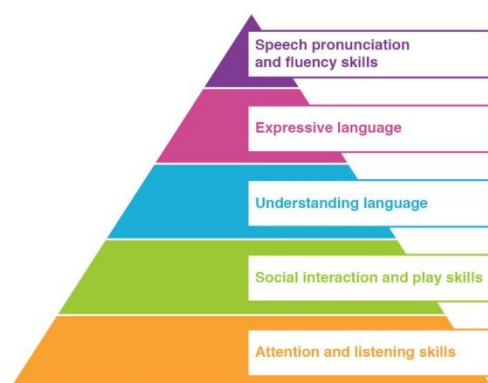 Speech pronunciation
and fluency skills
Expressive language
Understanding language
Social interaction and play skills
Attention and listening skills